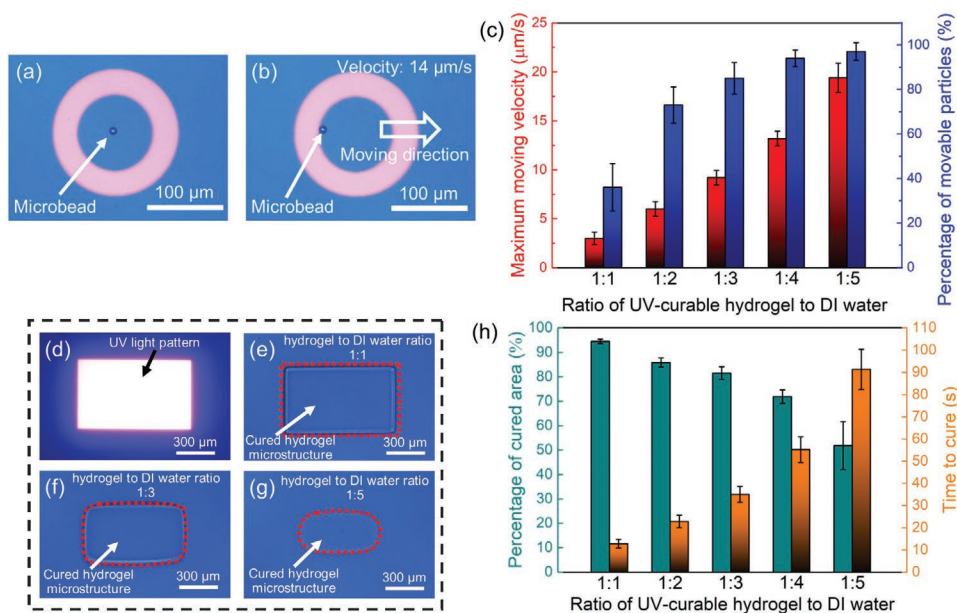 (a)
Microbead
100 μm
(b)
Velocity: 14 μm/s
Moving direction
Microbead
100 μm
(c)
Maximum moving velocity (μm/s)
25
20
15
10
5
0
Percentage of movable particles (%)
100
80
60
40
20
0
1:1 1:2 1:3 1:4 1:5
Ratio of UV-curable hydrogel to DI water
(d)
UV light pattern
300 μm
(e)
hydrogel to DI water ratio
1:1
Cured hydrogel
microstructure
300 μm
(f)
hydrogel to DI water ratio
1:3
Cured hydrogel
microstructure
300 μm
(g)
hydrogel to DI water ratio
1:5
Cured hydrogel
microstructure
300 μm
(h)
Percentage of cured area (%)
100
90
80
70
60
50
40
30
20
10
0
Time to cure (s)
110
100
90
80
70
60
50
40
30
20
10
0
1:1 1:2 1:3 1:4 1:5
Ratio of UV-curable hydrogel to DI water